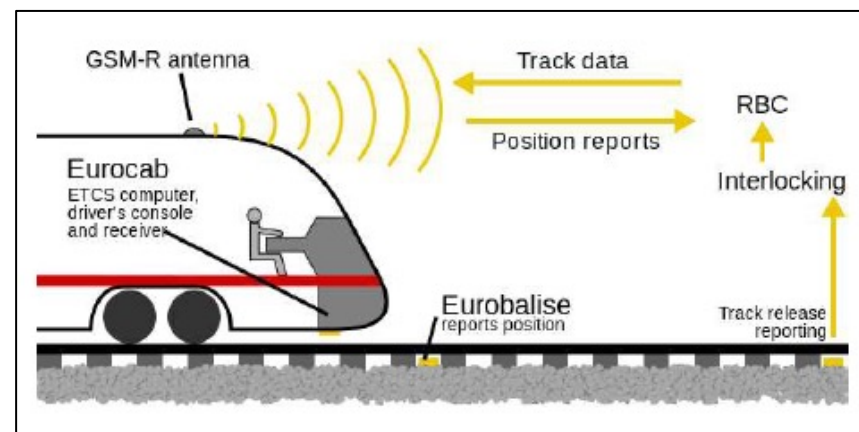 GSM-R antenna
Track data
RBC
Position reports
Eurocab
ETCS computer,
driver's console
and receiver
Interlocking
Eurobalise
reports position
Track release
reporting